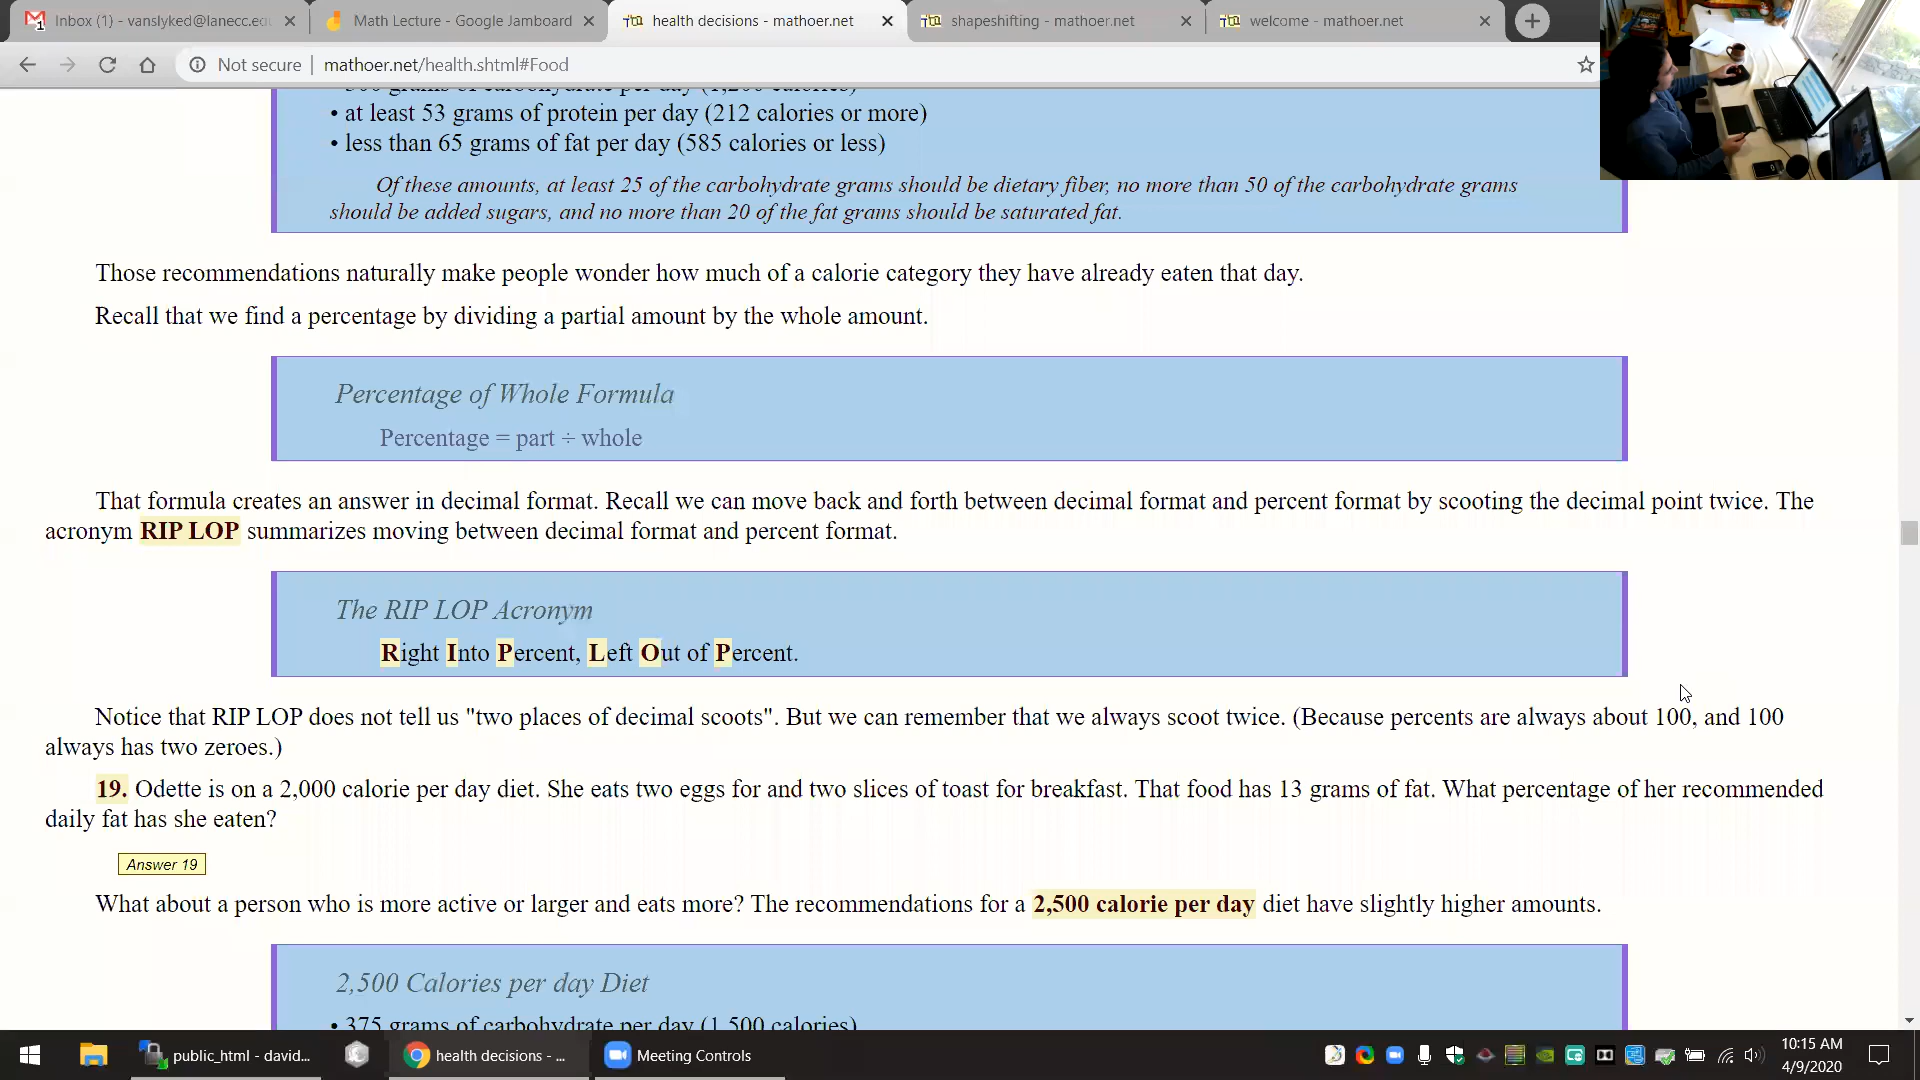 Inbox (1) - vanslyked@lanecc.edu
Math Lecture - Google Jamboard
health decisions - mathoer.net
shapeshifting - mathoer.net
welcome - mathoer.net
Not secure | mathoer.net/health.shtml#Food
• at least 53 grams of protein per day (212 calories or more)
• less than 65 grams of fat per day (585 calories or less)
Of these amounts, at least 25 of the carbohydrate grams should be dietary fiber, no more than 50 of the carbohydrate grams
should be added sugars, and no more than 20 of the fat grams should be saturated fat.
Those recommendations naturally make people wonder how much of a calorie category they have already eaten that day.
Recall that we find a percentage by dividing a partial amount by the whole amount.
Percentage of Whole Formula
Percentage = part ÷ whole
That formula creates an answer in decimal format. Recall we can move back and forth between decimal format and percent format by scooting the decimal point twice. The
acronym RIP LOP summarizes moving between decimal format and percent format.
The RIP LOP Acronym
Right Into Percent, Left Out of Percent.
Notice that RIP LOP does not tell us "two places of decimal scoots". But we can remember that we always scoot twice. (Because percents are always about 100, and 100
always has two zeroes.)
19. Odette is on a 2,000 calorie per day diet. She eats two eggs for and two slices of toast for breakfast. That food has 13 grams of fat. What percentage of her recommended
daily fat has she eaten?
Answer 19
What about a person who is more active or larger and eats more? The recommendations for a 2,500 calorie per day diet have slightly higher amounts.
2,500 Calories per day Diet
• 375 grams of carbohydrate per day (1,500 calories)
public_html - david...
health decisions - ...
Meeting Controls
10:15 AM
4/9/2020